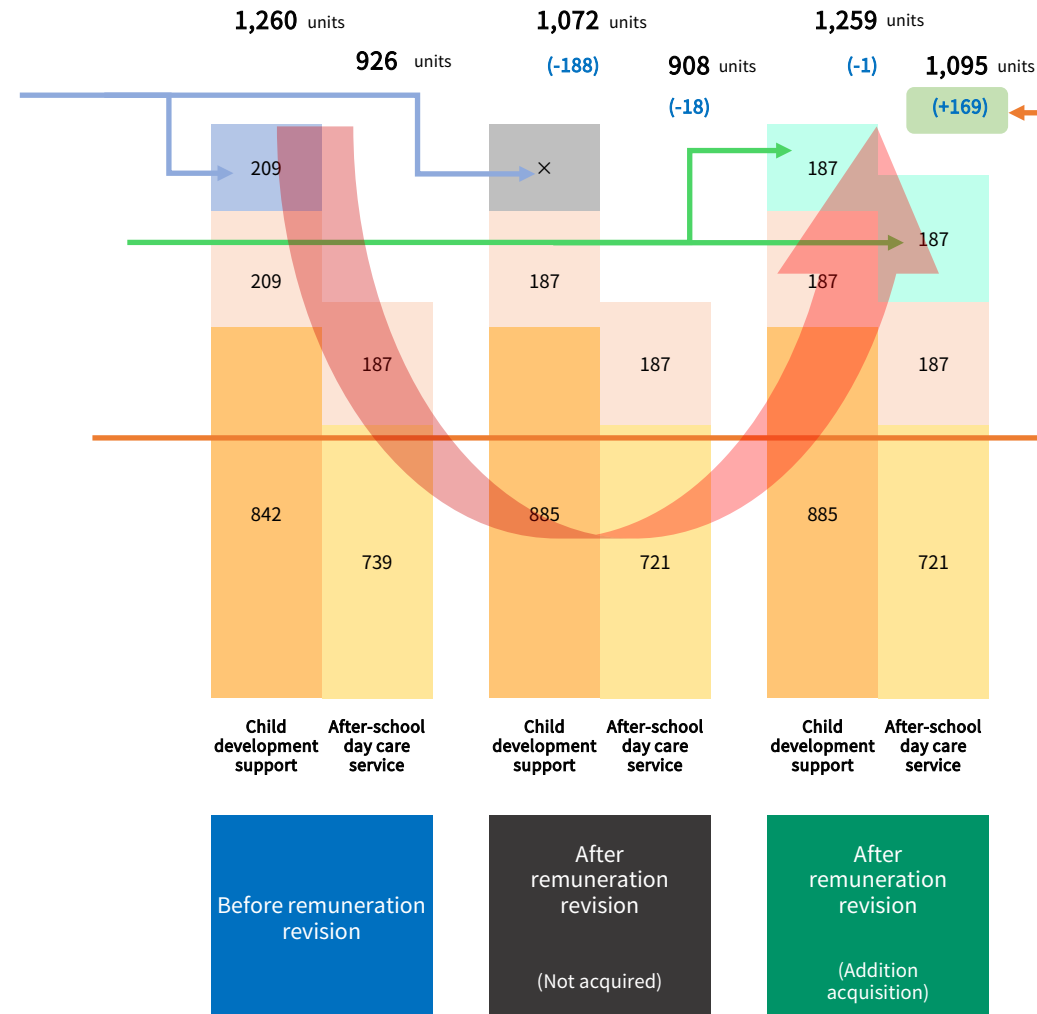 1,260 units
926 units
1,072 units
(-188)
908 units
(-18)
1,259 units
(-1)
1,095 units
(+169)
209
209
842
187
739
×
187
885
187
721
187
187
885
187
187
721
Child
development
support
After-school
day care
service
Child
development
support
After-school
day care
service
Child
development
support
After-school
day care
service
Before remuneration
revision
After
remuneration
revision
(Not acquired)
After
remuneration
revision
(Addition
acquisition)